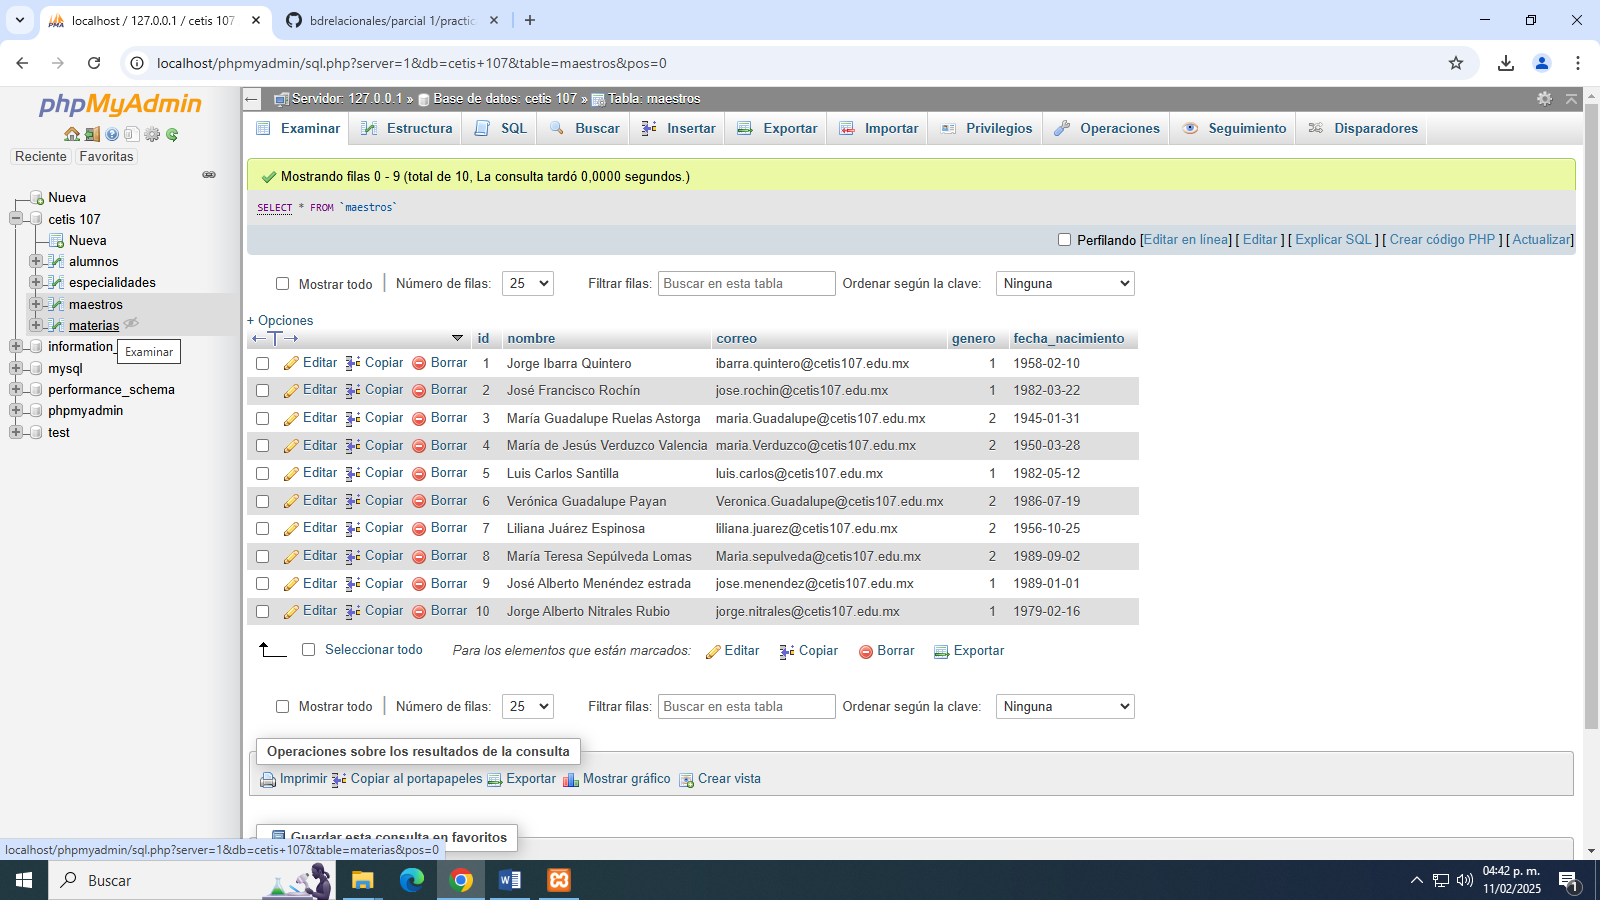 localhost / 127.0.0.1 / cetis 107
bdrelacionales/parcial 1/practic
localhost/phpmyadmin/sql.php?server=1&db=cetis+107&table=maestros&pos=0
phpMyAdmin
Reciente Favoritas
Nueva
cetis 107
Nueva
alumnos
especialidades
maestros
materias
information_
mysql
performance_schema
phpmyadmin
test
Examinar
Servidor: 127.0.0.1 » Base de datos: cetis 107 » Tabla: maestros
Examinar Estructura SQL Buscar Insertar Exportar Importar Privilegios Operaciones Seguimiento Disparadores
Mostrando filas 0 - 9 (total de 10, La consulta tardó 0,0000 segundos.)
SELECT * FROM `maestros`
Perfilando [Editar en línea] [ Editar ] [ Explicar SQL ] [ Crear código PHP ] [ Actualizar]
Mostrar todo Número de filas: 25 Filtrar filas: Buscar en esta tabla Ordenar según la clave: Ninguna
+ Opciones
←T→ id nombre correo genero fecha_nacimiento
Editar Copiar Borrar 1 Jorge Ibarra Quintero ibarra.quintero@cetis107.edu.mx 1 1958-02-10
Editar Copiar Borrar 2 José Francisco Rochín jose.rochin@cetis107.edu.mx 1 1982-03-22
Editar Copiar Borrar 3 María Guadalupe Ruelas Astorga maria.Guadalupe@cetis107.edu.mx 2 1945-01-31
Editar Copiar Borrar 4 María de Jesús Verduzco Valencia maria.Verduzco@cetis107.edu.mx 2 1950-03-28
Editar Copiar Borrar 5 Luis Carlos Santilla luis.carlos@cetis107.edu.mx 1 1982-05-12
Editar Copiar Borrar 6 Verónica Guadalupe Payan Veronica.Guadalupe@cetis107.edu.mx 2 1986-07-19
Editar Copiar Borrar 7 Liliana Juárez Espinosa liliana.juarez@cetis107.edu.mx 2 1956-10-25
Editar Copiar Borrar 8 María Teresa Sepúlveda Lomas Maria.sepulveda@cetis107.edu.mx 2 1989-09-02
Editar Copiar Borrar 9 José Alberto Menéndez estrada jose.menendez@cetis107.edu.mx 1 1989-01-01
Editar Copiar Borrar 10 Jorge Alberto Nitrales Rubio jorge.nitrales@cetis107.edu.mx 1 1979-02-16
Seleccionar todo Para los elementos que están marcados: Editar Copiar Borrar Exportar
Mostrar todo Número de filas: 25 Filtrar filas: Buscar en esta tabla Ordenar según la clave: Ninguna
Operaciones sobre los resultados de la consulta
Imprimir Copiar al portapapeles Exportar Mostrar gráfico Crear vista
Guardar esta consulta en favoritos
localhost/phpmyadmin/sql.php?server=1&db=cetis+107&table=materias&pos=0
Buscar
04:42 p. m.
11/02/2025
1